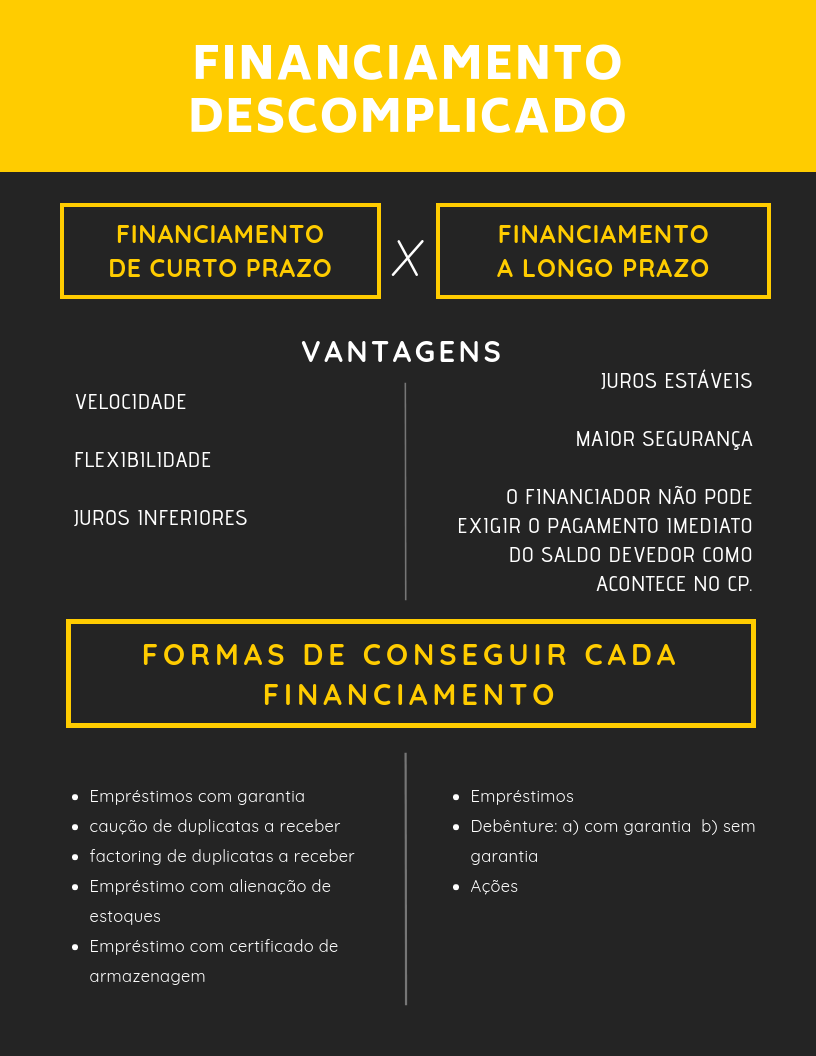 FINANCIAMENTO
DESCOMPLICADO
FINANCIAMENTO
DE CURTO PRAZO
X
FINANCIAMENTO
A LONGO PRAZO
VANTAGENS
VELOCIDADE
FLEXIBILIDADE
JUROS INFERIORES
JUROS ESTÁVEIS
MAIOR SEGURANÇA
O FINANCIADOR NÃO PODE
EXIGIR O PAGAMENTO IMEDIATO
DO SALDO DEVEDOR COMO
ACONTECE NO CP.
FORMAS DE CONSEGUIR CADA
FINANCIAMENTO
Empréstimos com garantia
caução de duplicatas a receber
factoring de duplicatas a receber
Empréstimo com alienação de
estoques
Empréstimo com certificado de
armazenagem
Empréstimos
Debênture: a) com garantia  b) sem
garantia
Ações